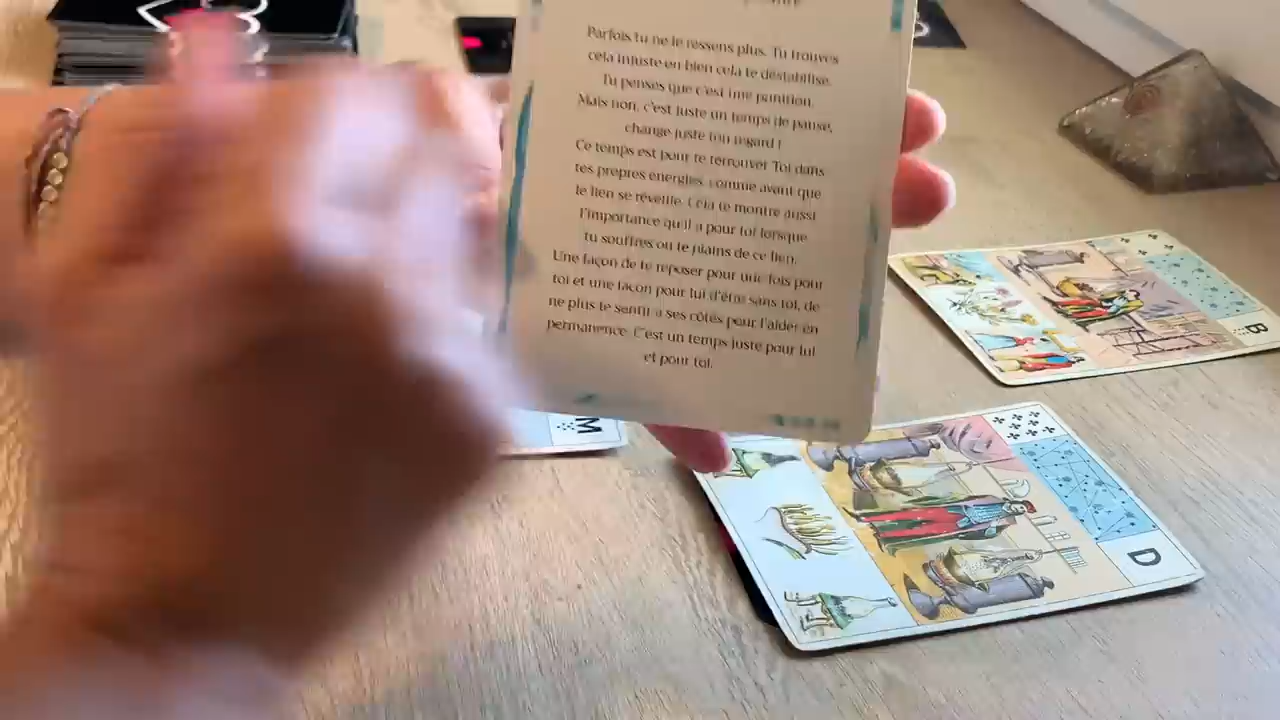 Parfois tu ne le ressens plus. Tu trouves
cela injuste en bien cela te déstabilise.
Tu penses que c'est une punition.
Mais non, c'est juste un temps de pause,
change juste ton regard !
Ce temps est pour te retrouver Toi dans
tes propres énergies, comme avant que
le lien se réveille. Cela te montre aussi
l'importance qu'il a pour toi lorsque
tu souffres ou te plains de ce lien.
Une façon de te reposer pour une fois pour
toi et une façon pour lui d'être sans toi, de
ne plus te sentir à ses côtés pour l'aider en
permanence. C'est un temps juste pour lui
et pour toi.
B
M
D